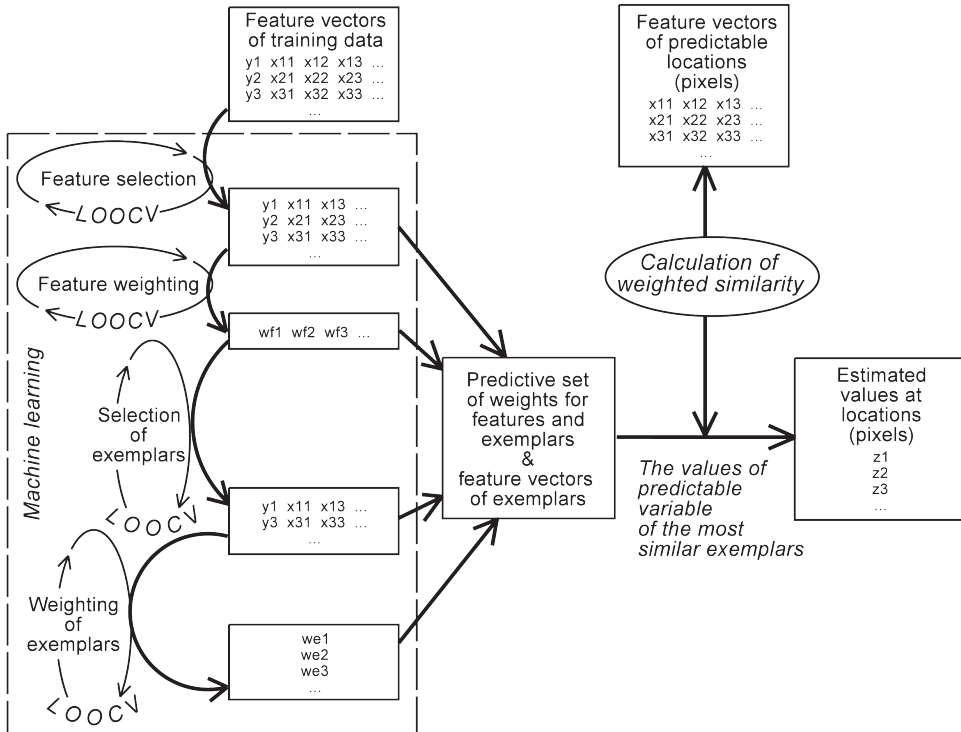 Feature vectors
of training data
y1 x11 x12 x13 ...
y2 x21 x22 x23 ...
y3 x31 x32 x33 ...
...
Feature vectors
of predictable
locations
(pixels)
x11 x12 x13 ...
x21 x22 x23 ...
x31 x32 x33 ...
...
Machine learning
Feature selection
LOOCV
y1 x11 x13 ...
y2 x21 x23 ...
y3 x31 x33 ...
...
Feature weighting
LOOCV
wf1 wf2 wf3 ...
Selection
of
exemplars
LOOCV
y1 x11 x13 ...
y3 x31 x33 ...
...
Weighting
of
exemplars
LOOCV
we1
we2
we3
...
Predictive set
of weights for
features and
exemplars
&
feature vectors
of exemplars
Calculation of
weighted similarity
The values of
predictable
variable
of the most
similar exemplars
Estimated
values at
locations
(pixels)
z1
z2
z3
...